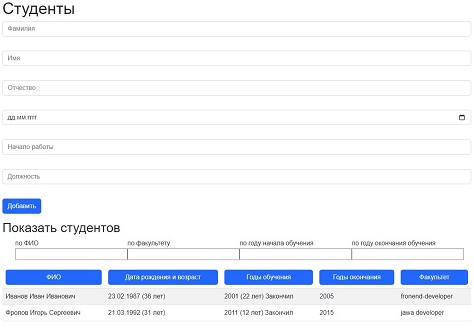 Студенты
Фамилия
Имя
Отчество
дд.мм.гггг
Начало работы
Должность
Добавить
Показать студентов
по ФИО по факультету по году начала обучения по году окончания обучения
ФИО Дата рождения и возраст Годы обучения Годы окончания Факультет
Иванов Иван Иванович 23.02.1987 (36 лет) 2001 (22 лет) Закончил 2005 fronend-developer
Фролов Игорь Сергеевич 21.03.1992 (31 лет) 2011 (12 лет) Закончил 2015 jawa developer